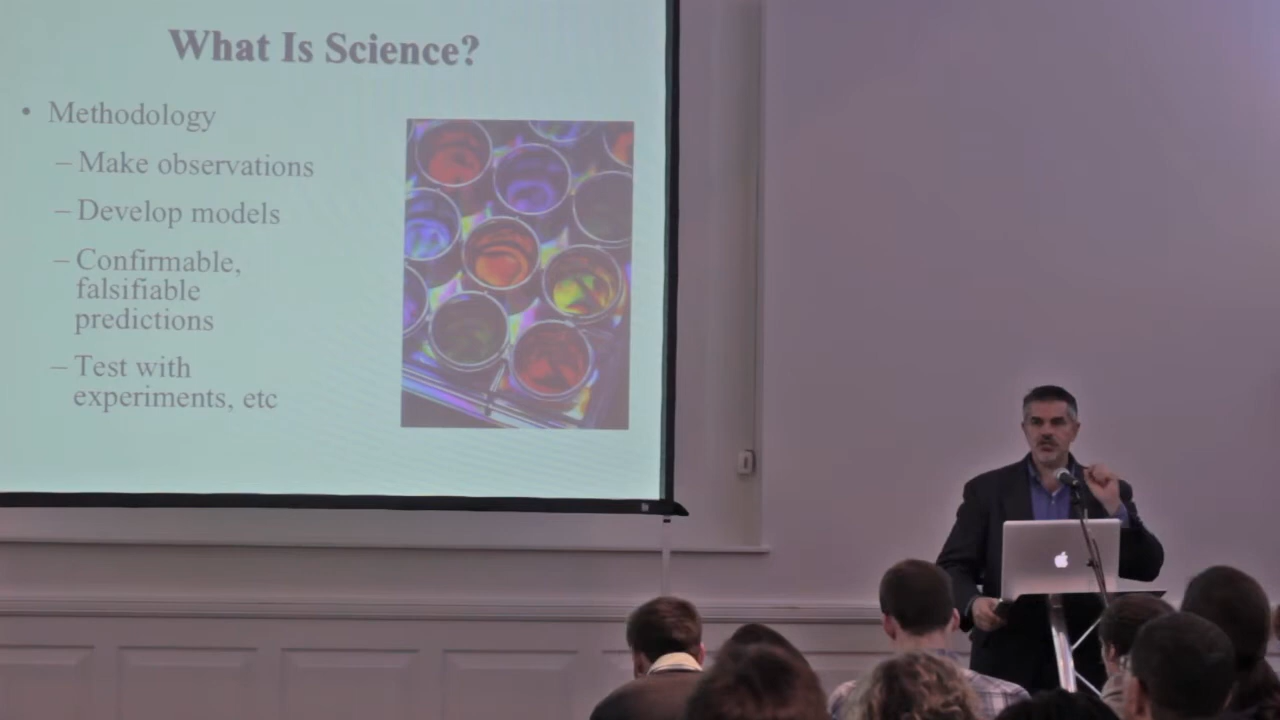 What Is Science?
• Methodology
– Make observations
– Develop models
– Confirmable,
falsifiable
predictions
– Test with
experiments, etc